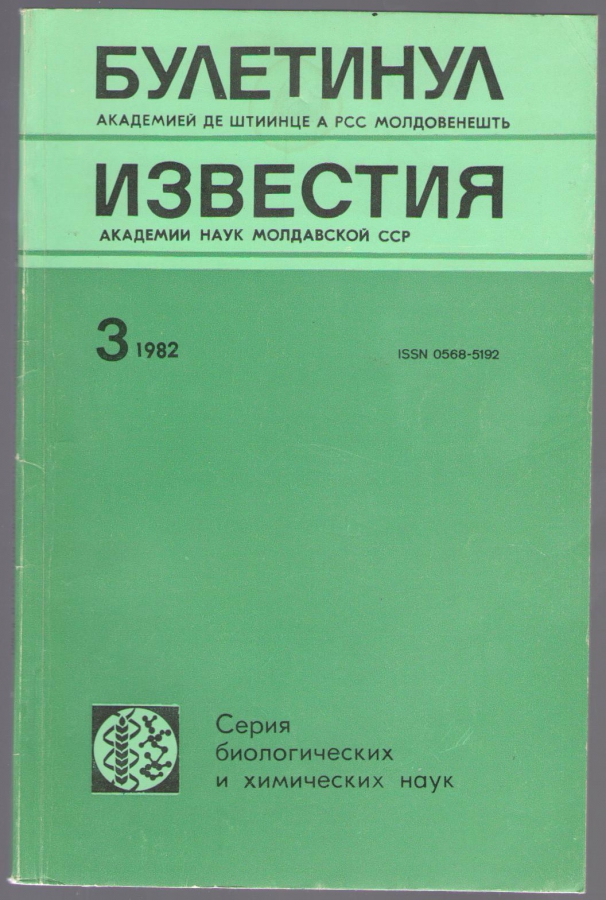 БУЛЕТИНУЛ
АКАДЕМИЕЙ ДЕ ШТИИНЦЕ А РСС МОЛДОВЕНЕШТЬ
ИЗВЕСТИЯ
АКАДЕМИИ НАУК МОЛДАВСКОЙ ССР
3 1982
ISSN 0568-5192
Серия
биологических
и химических наук